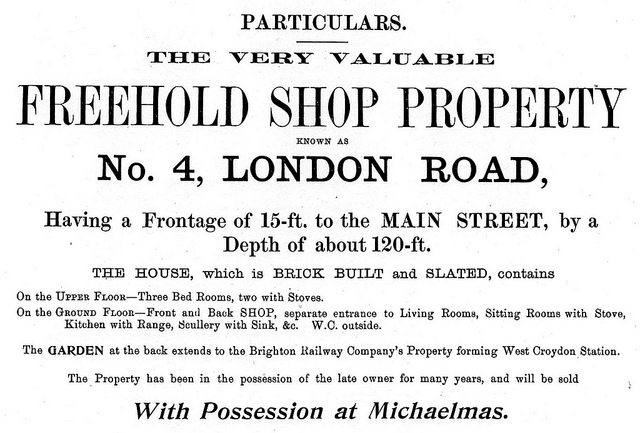 PARTICULARS.
THE VERY VALUABLE
FREEHOLD SHOP PROPERTY
KNOWN AS
No. 4, LONDON ROAD,
Having a Frontage of 15-ft. to the MAIN STREET, by a
Depth of about 120-ft.
THE HOUSE, which is BRICK BUILT and SLATED, contains
On the UPPER FLOOR—Three Bed Rooms, two with Stoves.
On the GROUND FLOOR—Front and Back SHOP, separate entrance to Living Rooms, Sitting Rooms with Stove,
Kitchen with Range, Scullery with Sink, &c. W.C. outside.
The GARDEN at the back extends to the Brighton Railway Company's Property forming West Croydon Station.
The Property has been in the possession of the late owner for many years, and will be sold
With Possession at Michaelmas.